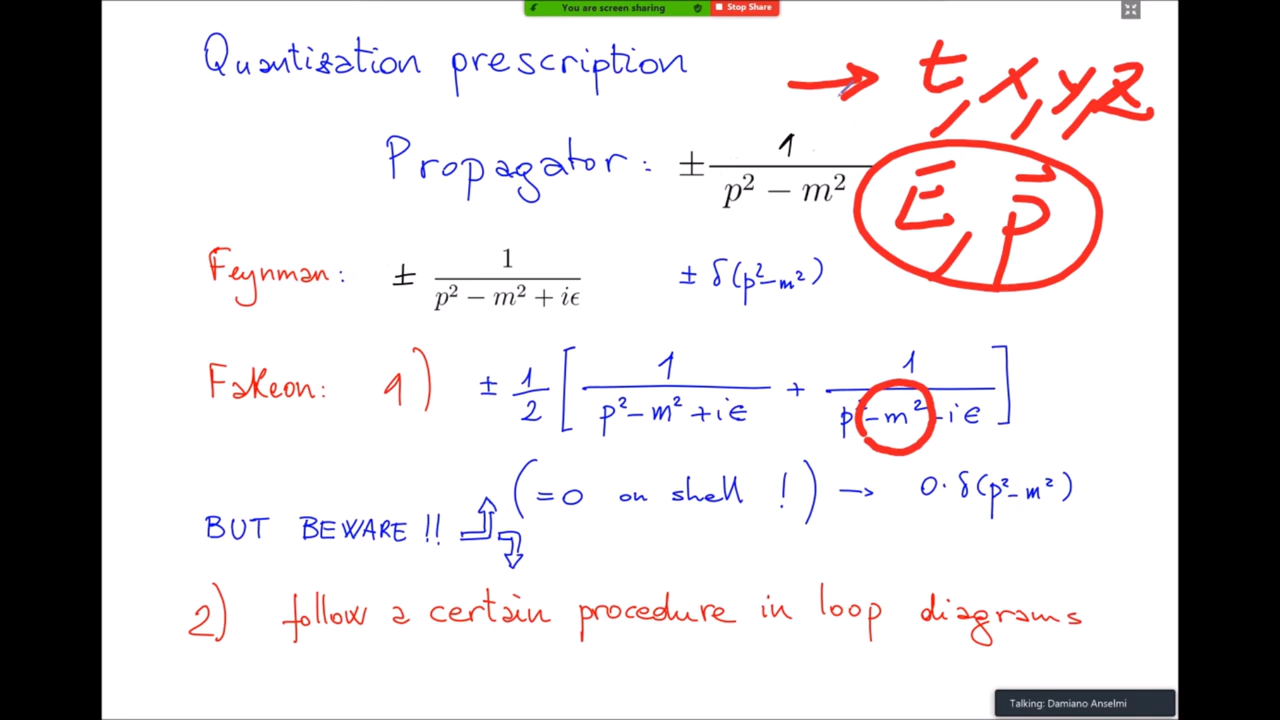 You are screen sharing Stop Share
Quantization prescription
t, x, y, z
Propagator: ± 1 / (p² − m²)
E, p⃗
Feynman: ± 1 / (p² − m² + iϵ) ± δ(p²−m²)
Fakeon: 1) ± 1/2 [ 1 / (p² − m² + iϵ) + 1 / (p² − m² − iϵ) ]
(= 0 on shell !) → 0·δ(p²−m²)
BUT BEWARE !!
2) follow a certain procedure in loop diagrams
Talking: Damiano Anselmi